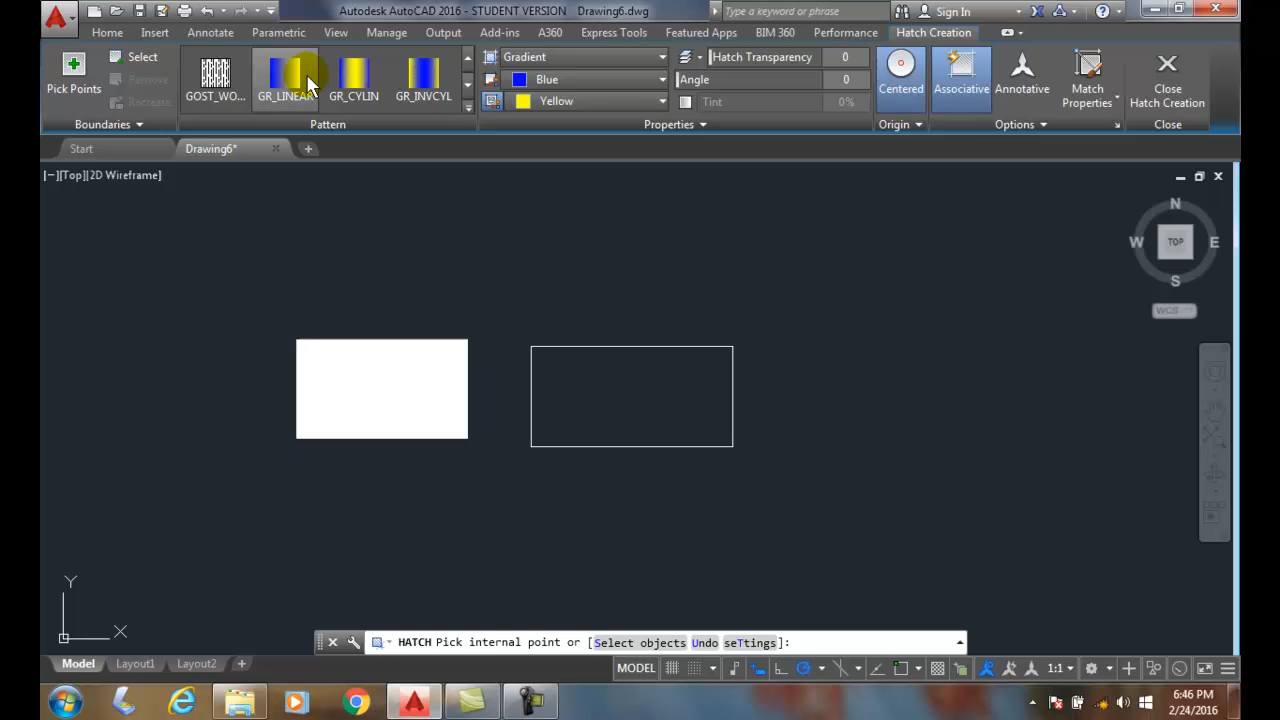 Autodesk AutoCAD 2016 - STUDENT VERSION Drawing6.dwg
Type a keyword or phrase
Sign In
Home Insert Annotate Parametric View Manage Output Add-ins A360 Express Tools Featured Apps BIM 360 Performance Hatch Creation
Pick Points
Select
Remove
Recreate
Boundaries
GOST_WO...
GR_LINEAR
GR_CYLIN
GR_INVCYL
Pattern
Gradient
Blue
Yellow
Hatch Transparency 0
Angle 0
Tint 0%
Properties
Centered
Origin
Associative
Annotative
Match
Properties
Options
Close
Hatch Creation
Close
Start
Drawing6*
[−][Top][2D Wireframe]
N
W TOP E
S
WCS
Y
X
HATCH Pick internal point or [Select objects Undo seTtings]:
Model Layout1 Layout2
MODEL
1:1
6:46 PM
2/24/2016